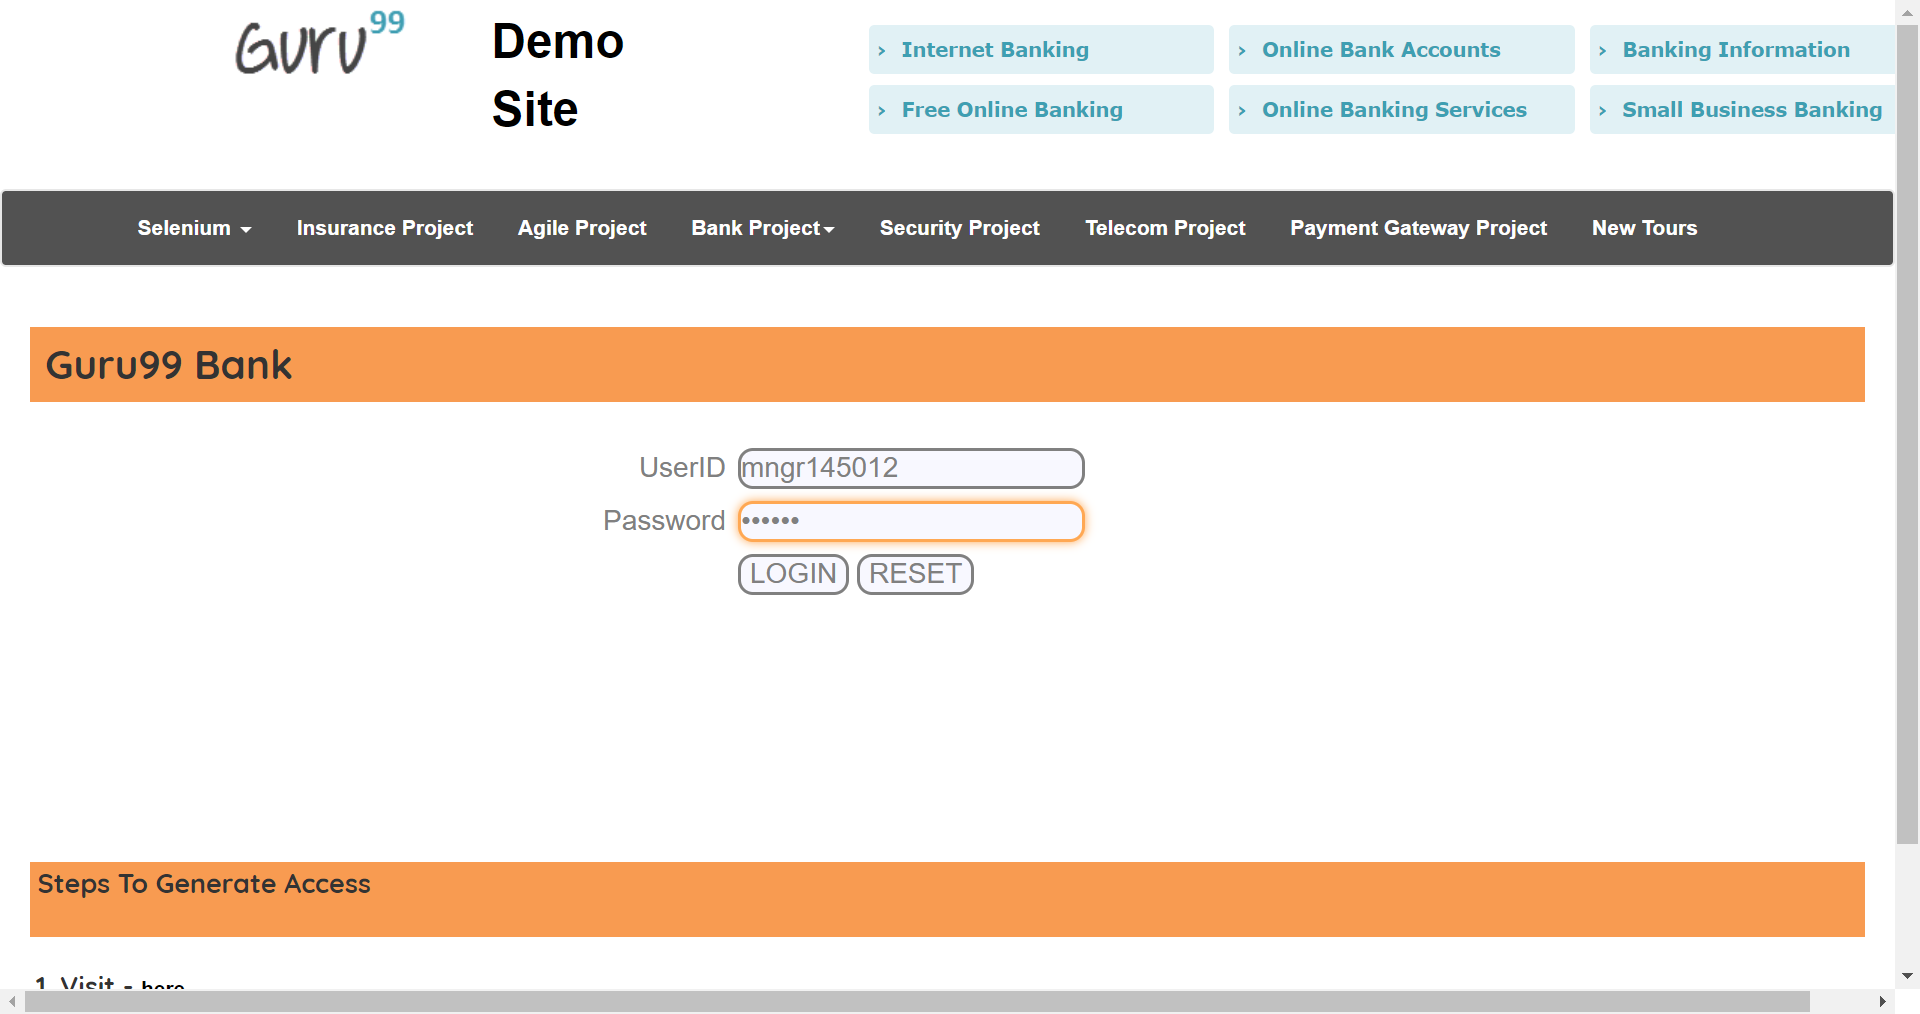 Guru99
Demo
Site
› Internet Banking
› Online Bank Accounts
› Banking Information
› Free Online Banking
› Online Banking Services
› Small Business Banking
Selenium Insurance Project Agile Project Bank Project Security Project Telecom Project Payment Gateway Project New Tours
Guru99 Bank
UserID mngr145012
Password ••••••
LOGIN RESET
Steps To Generate Access
1. Visit - here